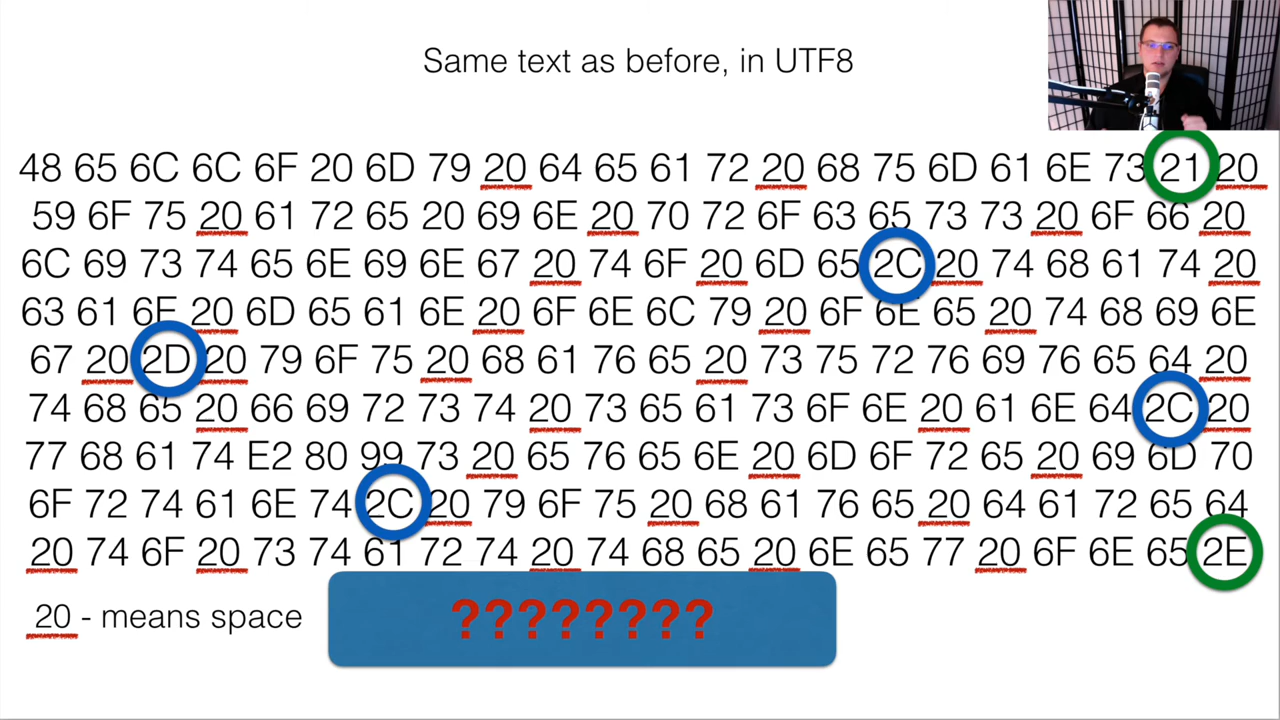 Same text as before, in UTF8
48 65 6C 6C 6F 20 6D 79 20 64 65 61 72 20 68 75 6D 61 6E 73 21 20
59 6F 75 20 61 72 65 20 69 6E 20 70 72 6F 63 65 73 73 20 6F 66 20
6C 69 73 74 65 6E 69 6E 67 20 74 6F 20 6D 65 2C 20 74 68 61 74 20
63 61 6E 20 6D 65 61 6E 20 6F 6E 6C 79 20 6F 6E 65 20 74 68 69 6E
67 20 2D 20 79 6F 75 20 68 61 76 65 20 73 75 72 76 69 76 65 64 20
74 68 65 20 66 69 72 73 74 20 73 65 61 73 6F 6E 20 61 6E 64 2C 20
77 68 61 74 E2 80 99 73 20 65 76 65 6E 20 6D 6F 72 65 20 69 6D 70
6F 72 74 61 6E 74 2C 20 79 6F 75 20 68 61 76 65 20 64 61 72 65 64
20 74 6F 20 73 74 61 72 74 20 74 68 65 20 6E 65 77 20 6F 6E 65 2E
20 - means space
????????